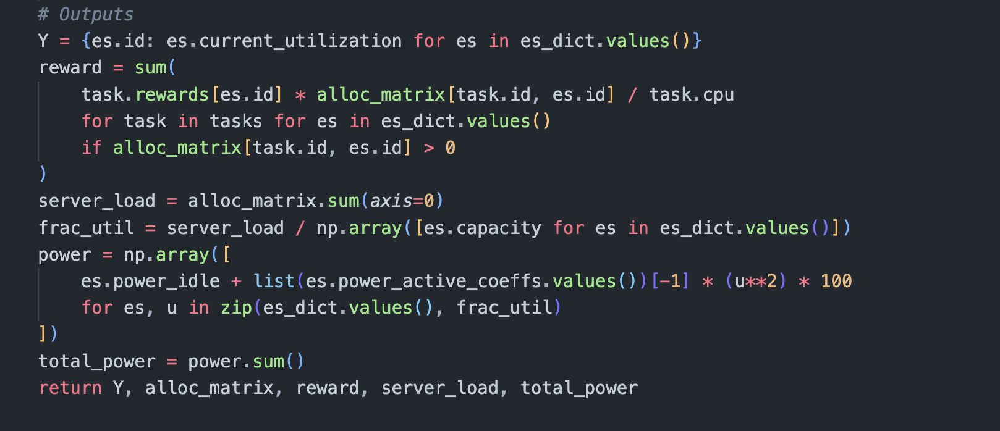 # Outputs
Y = {es.id: es.current_utilization for es in es_dict.values()}
reward = sum(
    task.rewards[es.id] * alloc_matrix[task.id, es.id] / task.cpu
    for task in tasks for es in es_dict.values()
    if alloc_matrix[task.id, es.id] > 0
)
server_load = alloc_matrix.sum(axis=0)
frac_util = server_load / np.array([es.capacity for es in es_dict.values()])
power = np.array([
    es.power_idle + list(es.power_active_coeffs.values())[-1] * (u**2) * 100
    for es, u in zip(es_dict.values(), frac_util)
])
total_power = power.sum()
return Y, alloc_matrix, reward, server_load, total_power